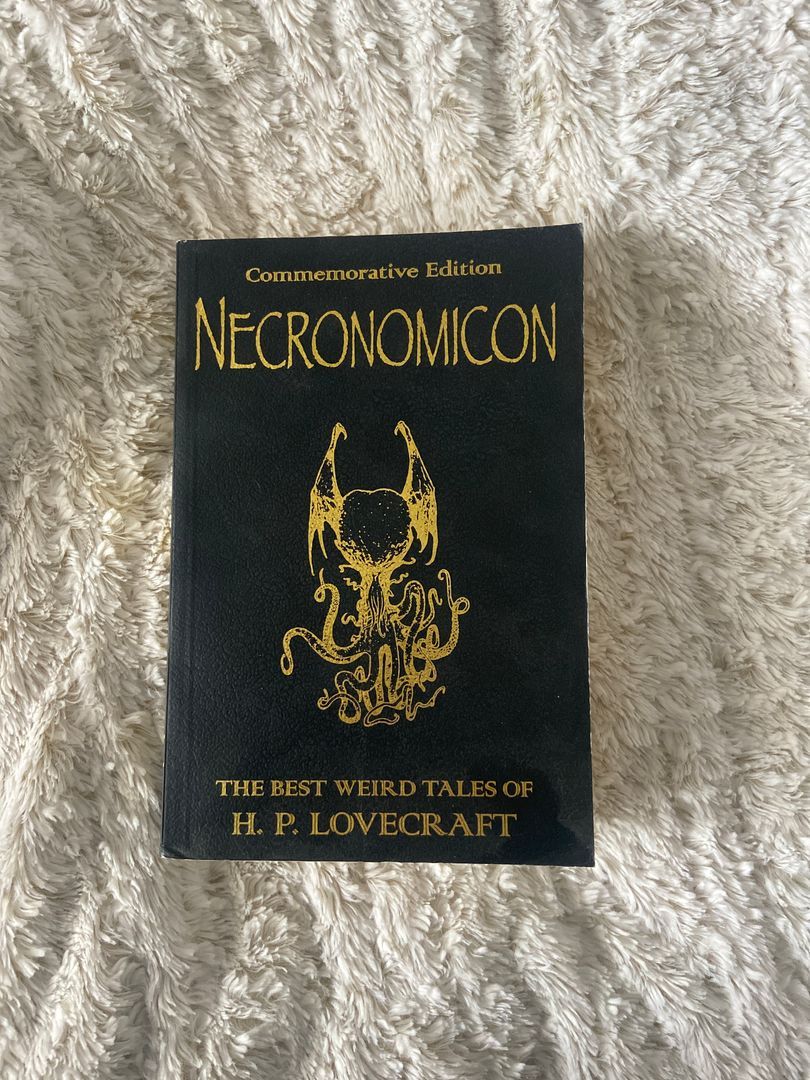 Commemorative Edition
NECRONOMICON
THE BEST WEIRD TALES OF
H. P. LOVECRAFT